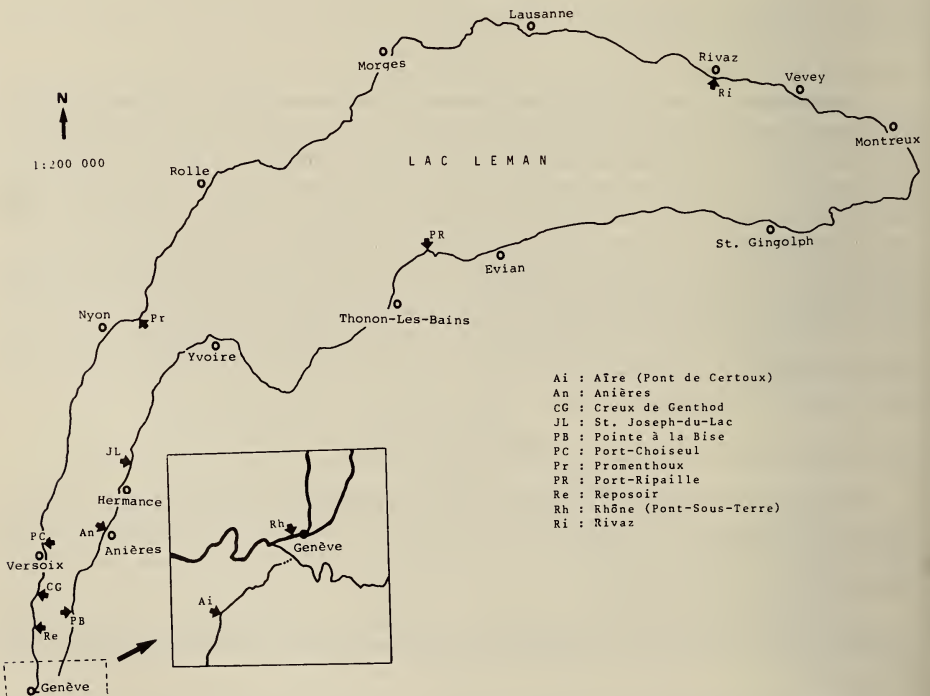 Lausanne
Morges
Rivaz
Ri
Vevey
Montreux
N
1:200 000
LAC LEMAN
Rolle
PR
St. Gingolph
Evian
Nyon
Pr
Thonon-Les-Bains
Yvoire
JL
Hermance
PC
An
Anières
Versoix
CG
PB
Re
Genève
Rh
Genève
Ai
Ai : Aïre (Pont de Certoux)
An : Anières
CG : Creux de Genthod
JL : St. Joseph-du-Lac
PB : Pointe à la Bise
PC : Port-Choiseul
Pr : Promenthoux
PR : Port-Ripaille
Re : Reposoir
Rh : Rhône (Pont-Sous-Terre)
Ri : Rivaz